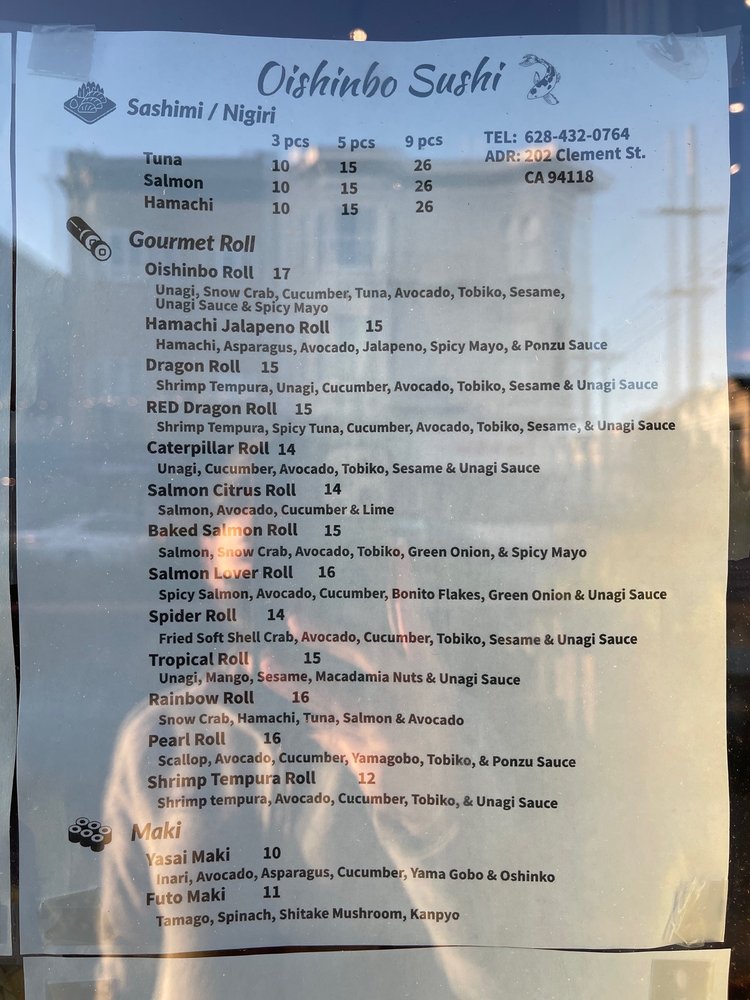 Oishinbo Sushi
Sashimi / Nigiri
3 pcs 5 pcs 9 pcs
TEL: 628-432-0764
ADR: 202 Clement St.
CA 94118
Tuna 10 15 26
Salmon 10 15 26
Hamachi 10 15 26
Gourmet Roll
Oishinbo Roll 17
Unagi, Snow Crab, Cucumber, Tuna, Avocado, Tobiko, Sesame,
Unagi Sauce & Spicy Mayo
Hamachi Jalapeno Roll 15
Hamachi, Asparagus, Avocado, Jalapeno, Spicy Mayo, & Ponzu Sauce
Dragon Roll 15
Shrimp Tempura, Unagi, Cucumber, Avocado, Tobiko, Sesame & Unagi Sauce
RED Dragon Roll 15
Shrimp Tempura, Spicy Tuna, Cucumber, Avocado, Tobiko, Sesame, & Unagi Sauce
Caterpillar Roll 14
Unagi, Cucumber, Avocado, Tobiko, Sesame & Unagi Sauce
Salmon Citrus Roll 14
Salmon, Avocado, Cucumber & Lime
Baked Salmon Roll 15
Salmon, Snow Crab, Avocado, Tobiko, Green Onion, & Spicy Mayo
Salmon Lover Roll 16
Spicy Salmon, Avocado, Cucumber, Bonito Flakes, Green Onion & Unagi Sauce
Spider Roll 14
Fried Soft Shell Crab, Avocado, Cucumber, Tobiko, Sesame & Unagi Sauce
Tropical Roll 15
Unagi, Mango, Sesame, Macadamia Nuts & Unagi Sauce
Rainbow Roll 16
Snow Crab, Hamachi, Tuna, Salmon & Avocado
Pearl Roll 16
Scallop, Avocado, Cucumber, Yamagobo, Tobiko, & Ponzu Sauce
Shrimp Tempura Roll 12
Shrimp tempura, Avocado, Cucumber, Tobiko, & Unagi Sauce
Maki
Yasai Maki 10
Inari, Avocado, Asparagus, Cucumber, Yama Gobo & Oshinko
Futo Maki 11
Tamago, Spinach, Shitake Mushroom, Kanpyo